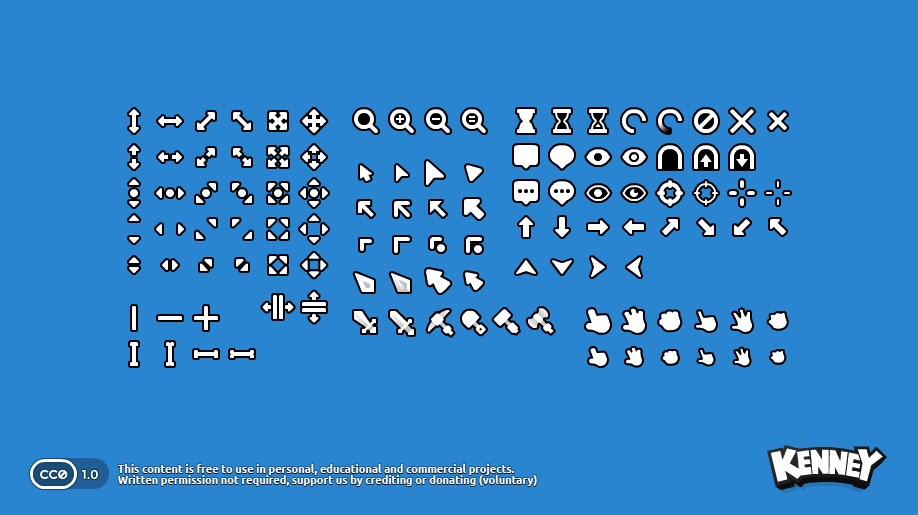 CC0 1.0
This content is free to use in personal, educational and commercial projects.
Written permission not required, support us by crediting or donating (voluntary)
KENNEY